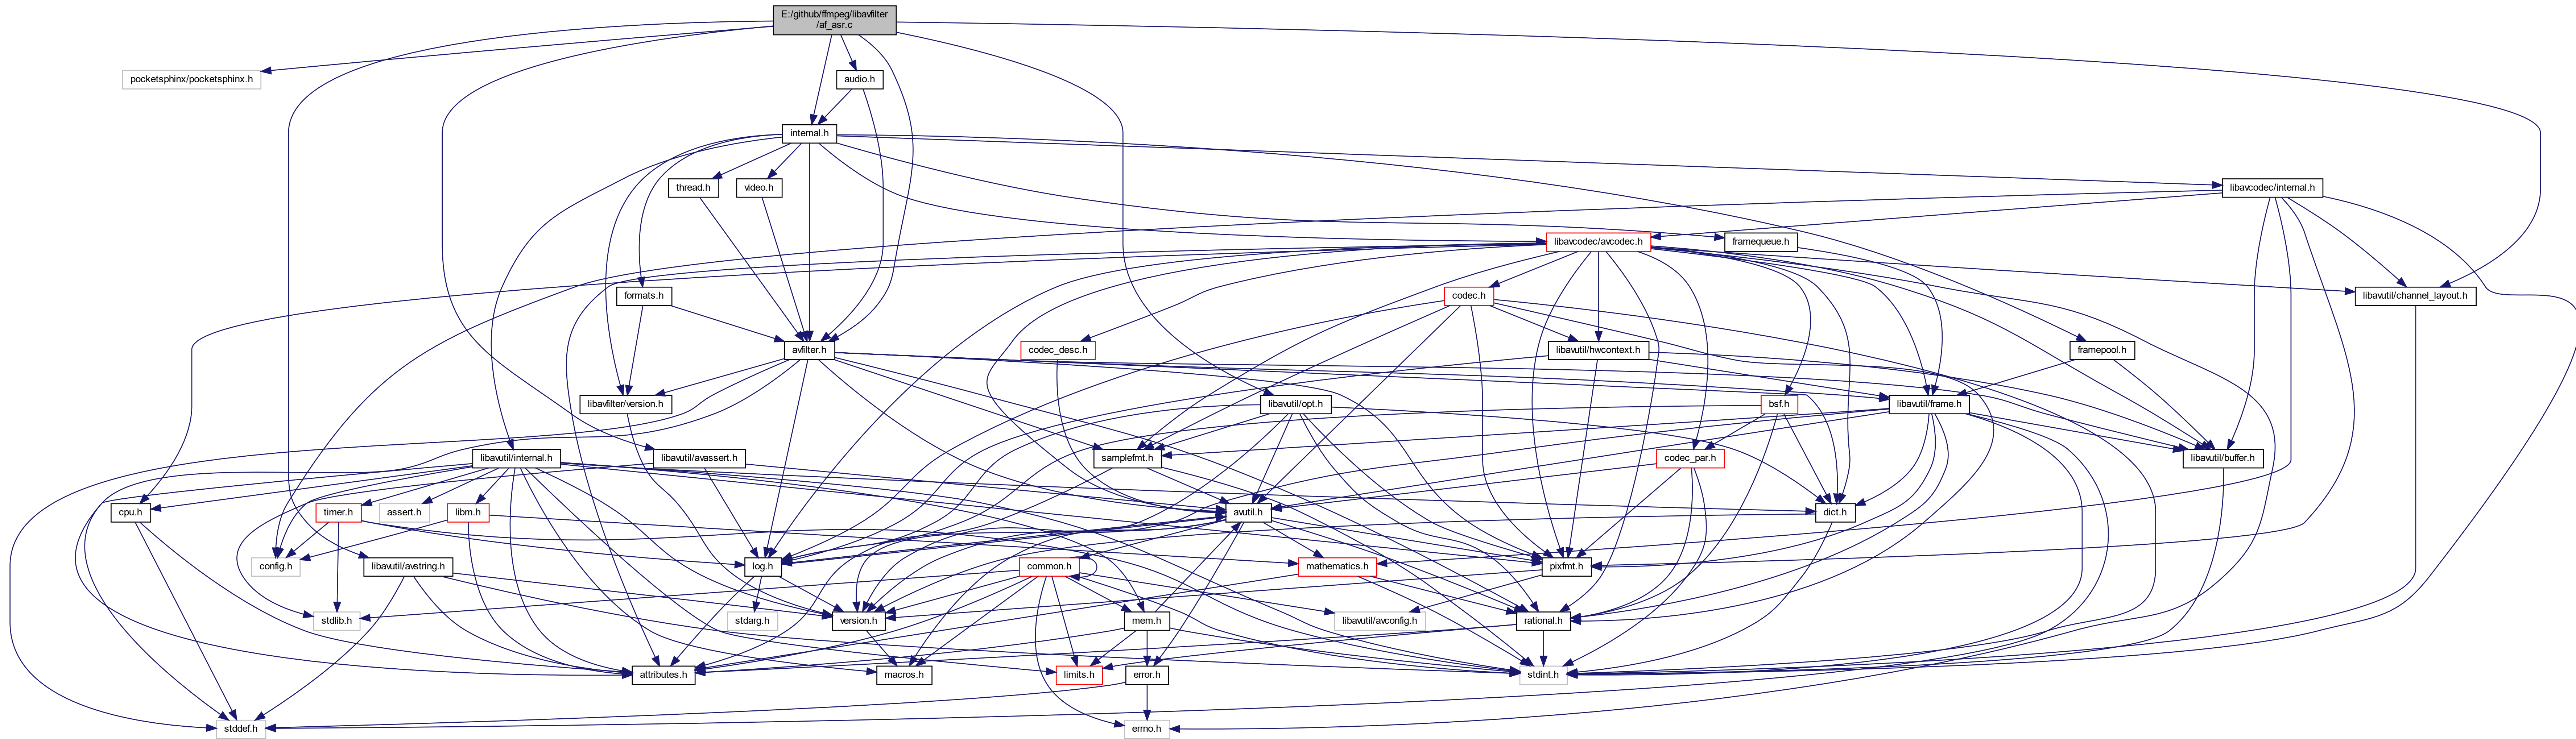 E:/github/ffmpeg/libavfilter
/af_asr.c
pocketsphinx/pocketsphinx.h
audio.h
internal.h
thread.h
video.h
libavcodec/internal.h
libavcodec/avcodec.h
framequeue.h
formats.h
codec.h
libavutil/channel_layout.h
avfilter.h
codec_desc.h
libavutil/hwcontext.h
framepool.h
libavfilter/version.h
libavutil/opt.h
bsf.h
libavutil/frame.h
libavutil/internal.h
libavutil/avassert.h
samplefmt.h
codec_par.h
libavutil/buffer.h
cpu.h
timer.h
assert.h
libm.h
avutil.h
dict.h
config.h
libavutil/avstring.h
log.h
common.h
mathematics.h
pixfmt.h
stdlib.h
stdarg.h
version.h
mem.h
libavutil/avconfig.h
rational.h
attributes.h
macros.h
limits.h
error.h
stdint.h
stddef.h
errno.h